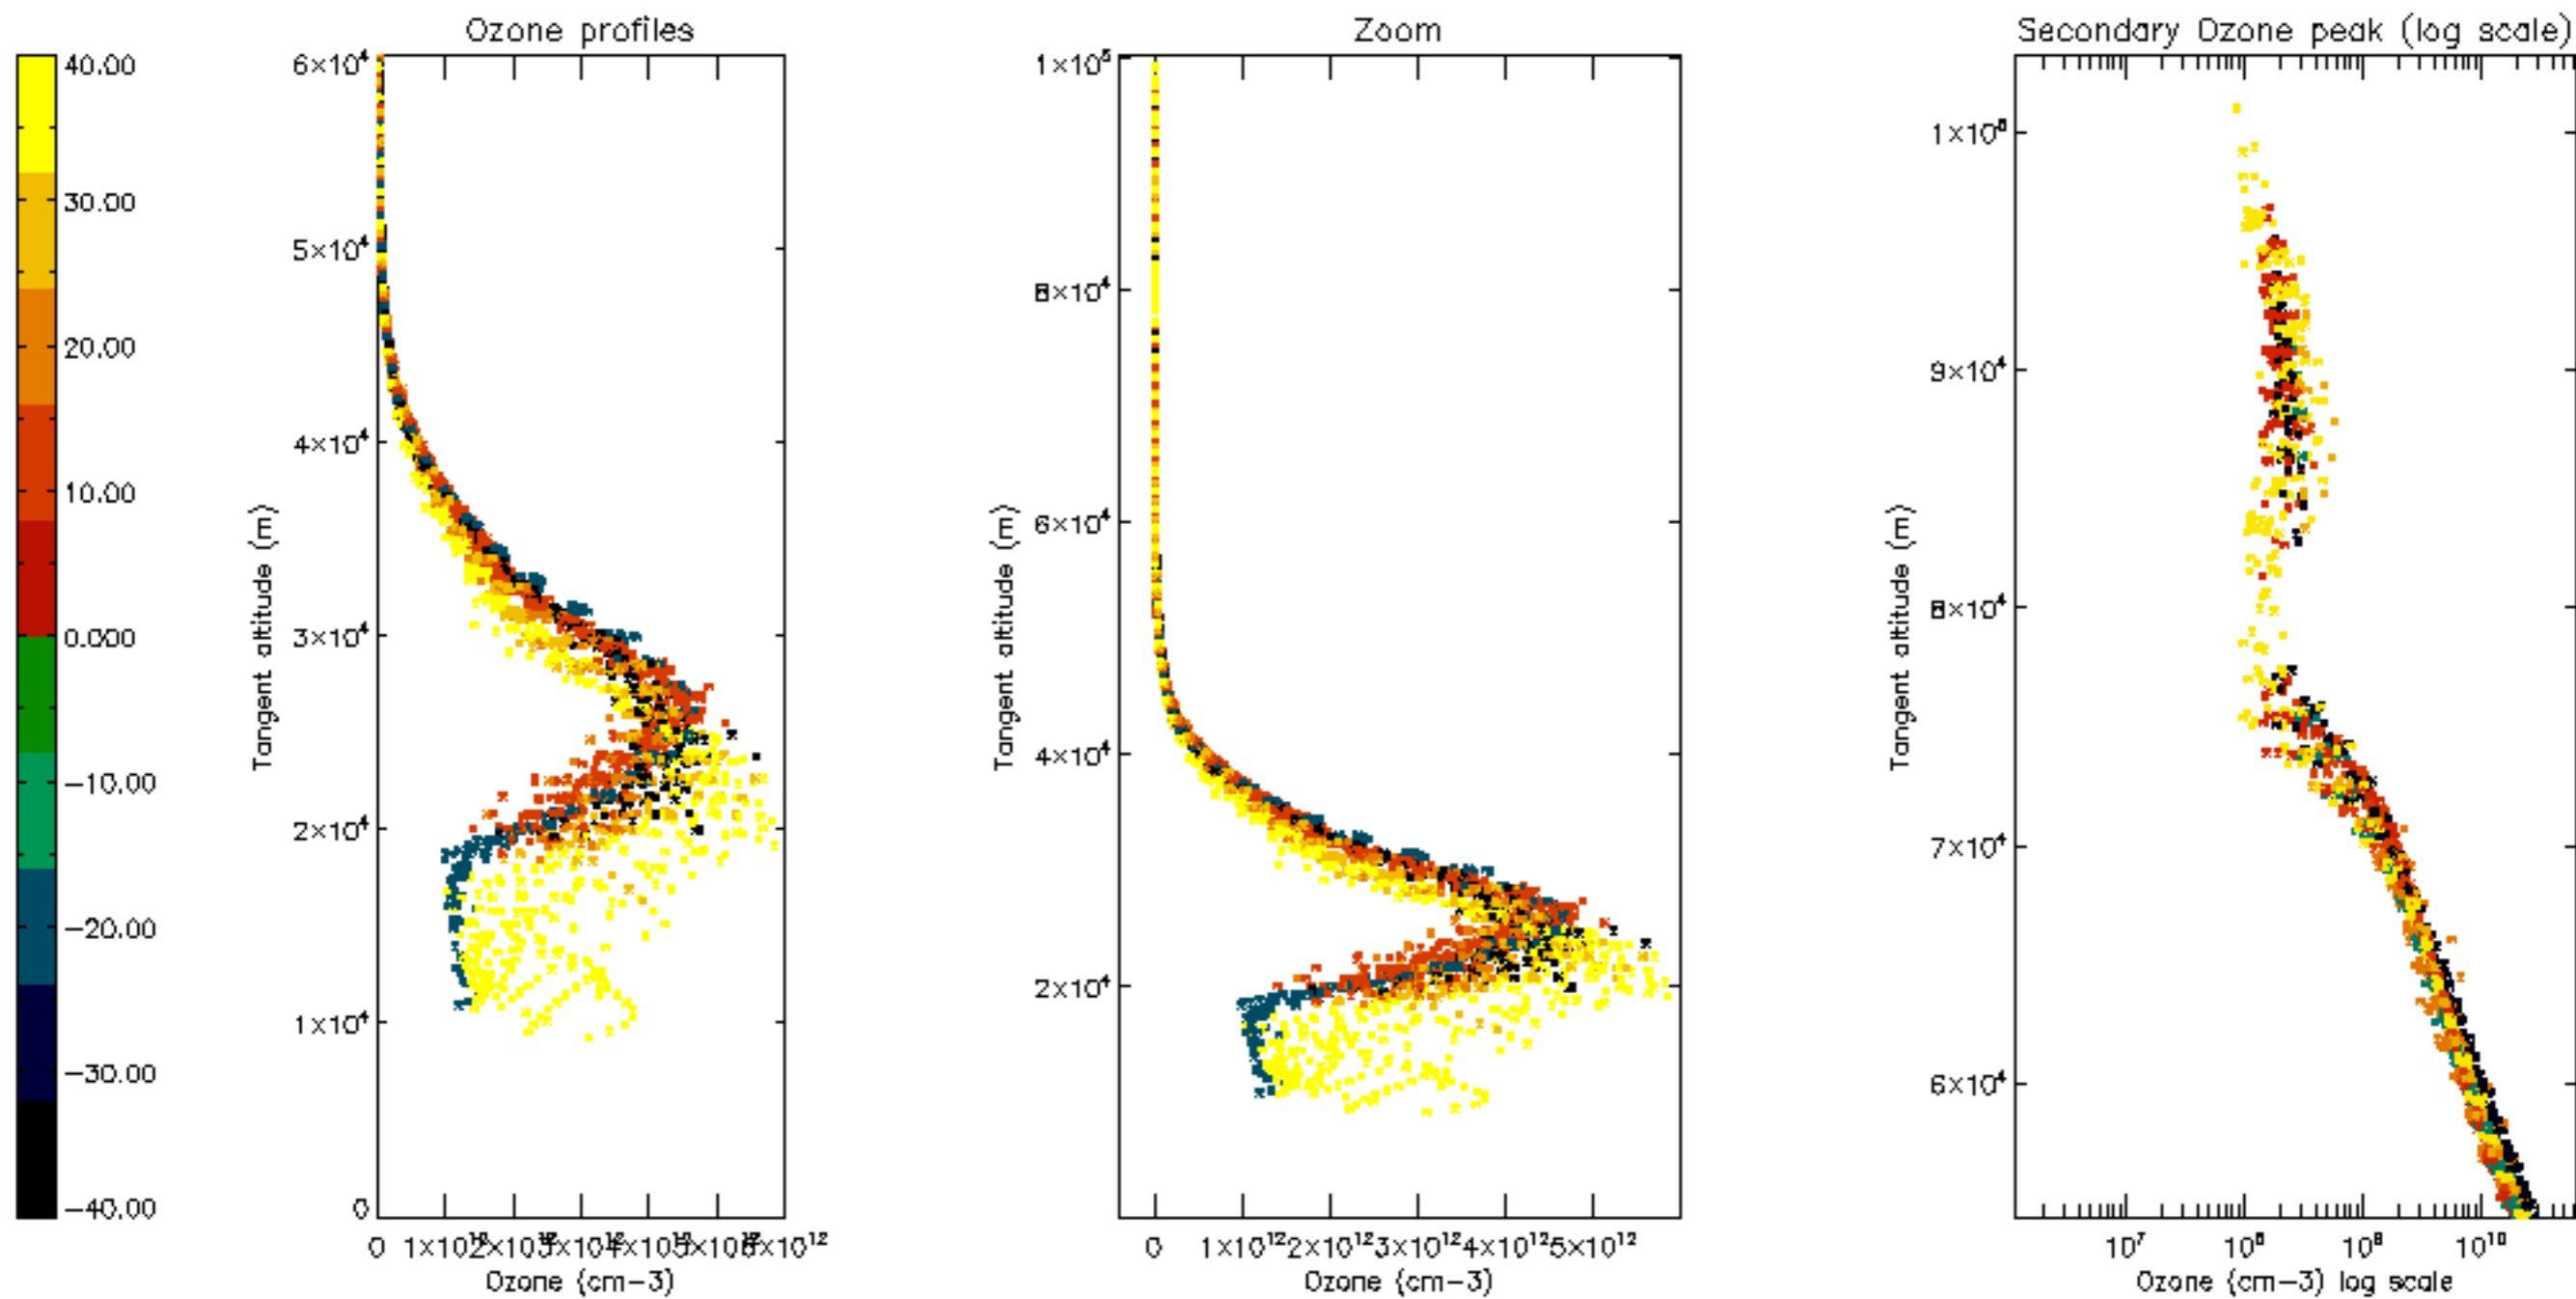 Ozone profiles
Zoom
Secondary Ozone peak (log scale)
40.00
30.00
20.00
10.00
-10.00
-20.00
-30.00
-40.00
6×10⁴
5×10⁴
4×10⁴
3×10⁴
2×10⁴
1×10⁴
0
Tangent altitude (m)
0
Ozone (cm-3)
1×10⁵
8×10⁴
6×10⁴
4×10⁴
2×10⁴
Tangent altitude (m)
0 1×10¹² 2×10¹² 3×10¹² 4×10¹² 5×10¹²
Ozone (cm-3)
9×10⁴
8×10⁴
7×10⁴
6×10⁴
Tangent altitude (m)
10⁷ 10⁸ 10⁹ 10¹⁰
Ozone (cm-3) log scale